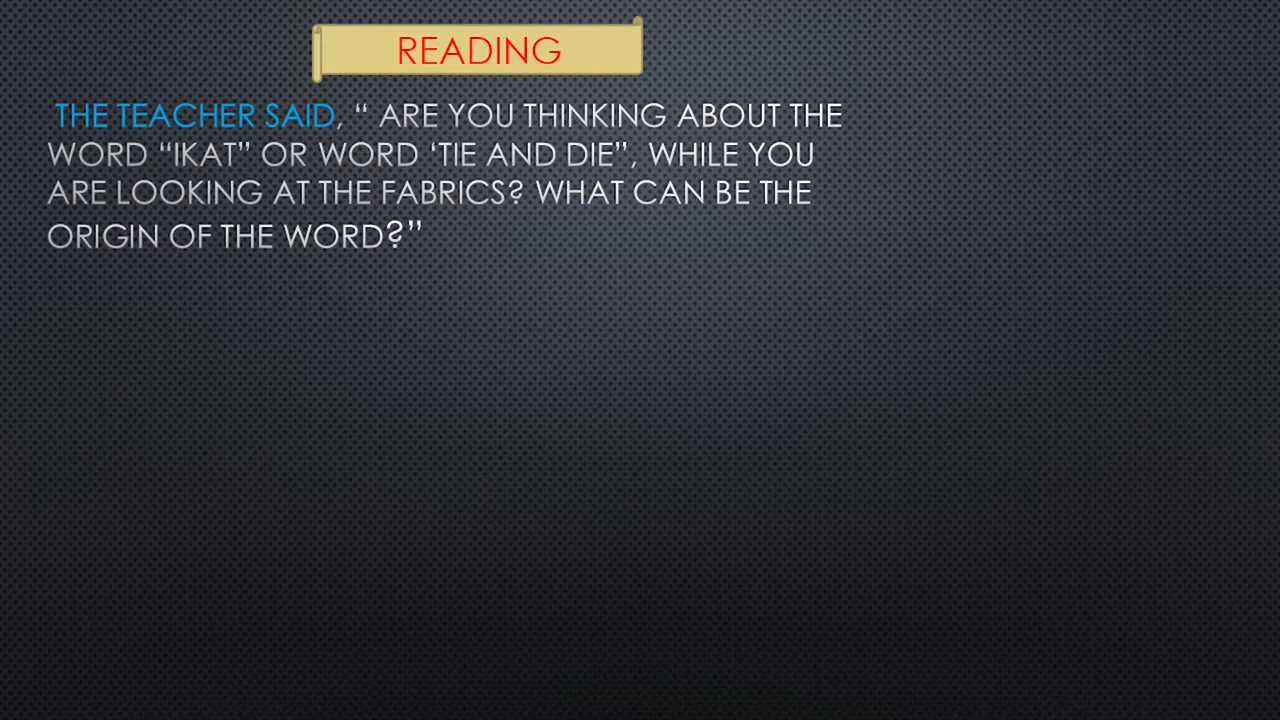 READING
THE TEACHER SAID, “ ARE YOU THINKING ABOUT THE
WORD “IKAT” OR WORD ‘TIE AND DIE”, WHILE YOU
ARE LOOKING AT THE FABRICS? WHAT CAN BE THE
ORIGIN OF THE WORD?”